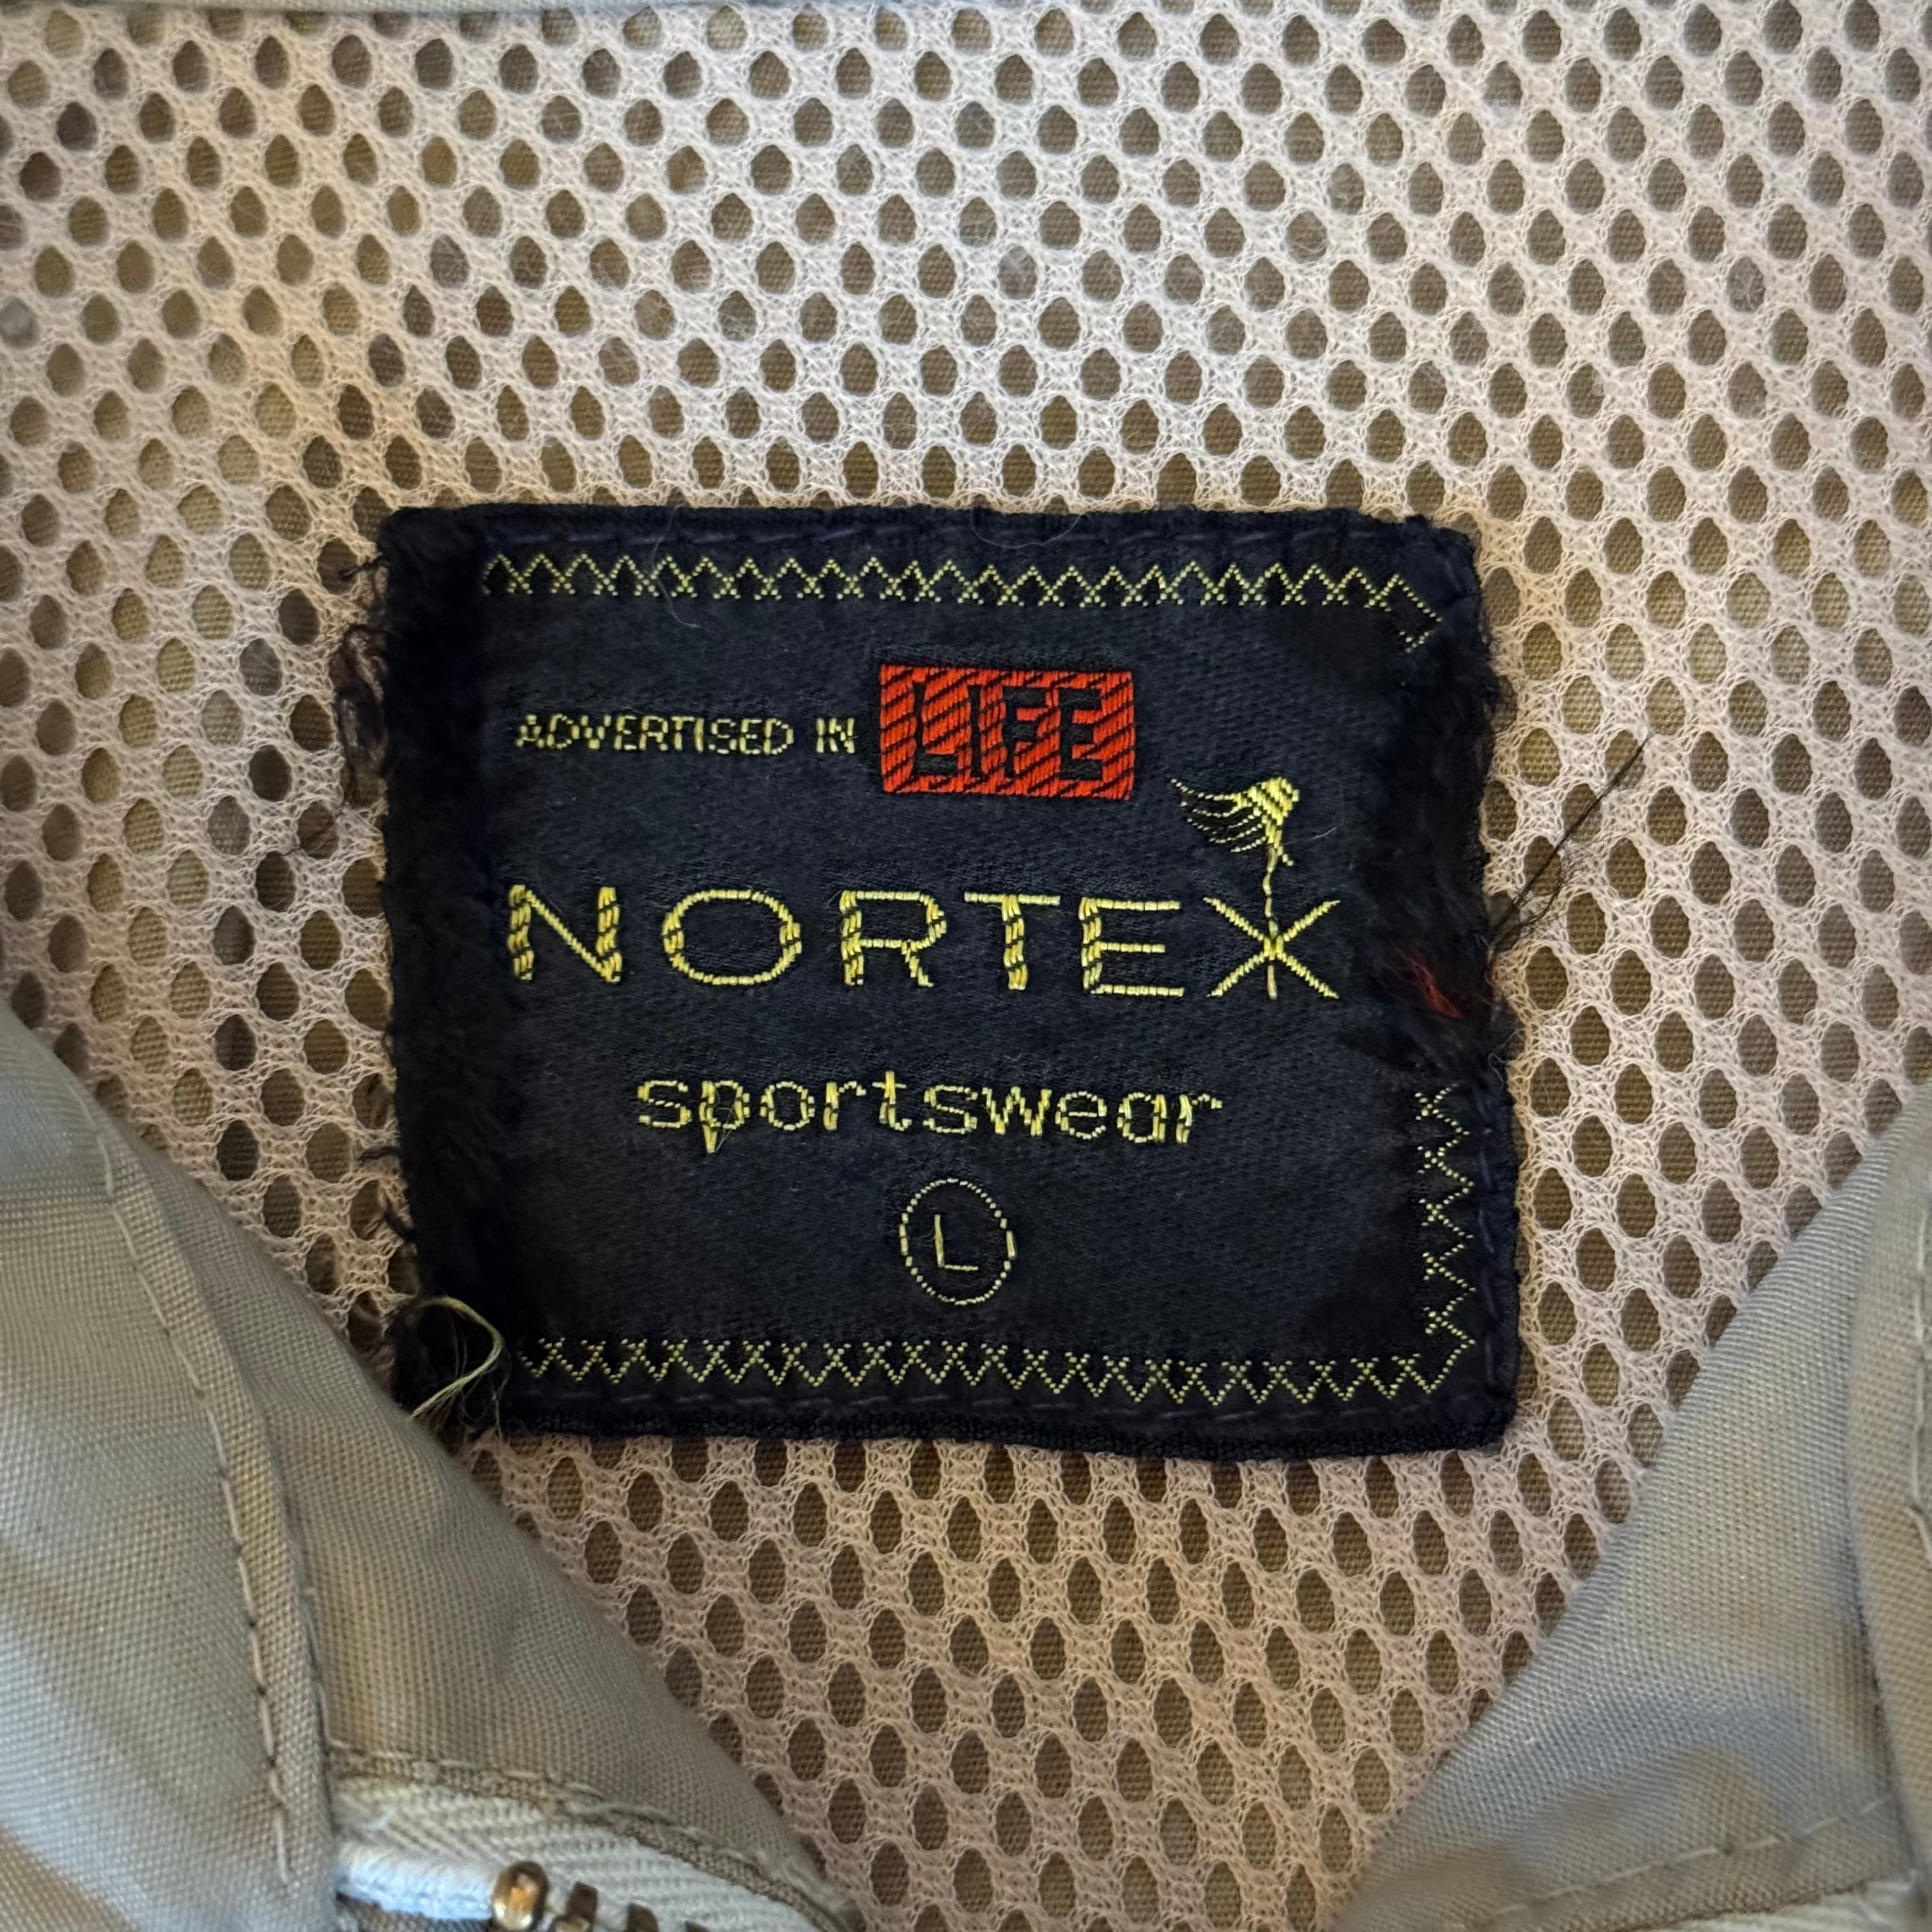 ADVERTISED IN LIFE
NORTEX
sportswear
L